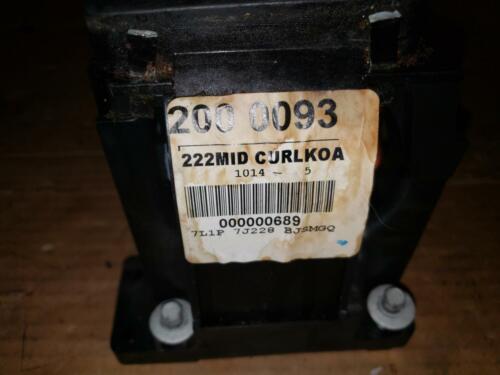 200 0093
222MID CURLKOA
1014 - 5
000000689
7L1P 7J228 BJSMGQ